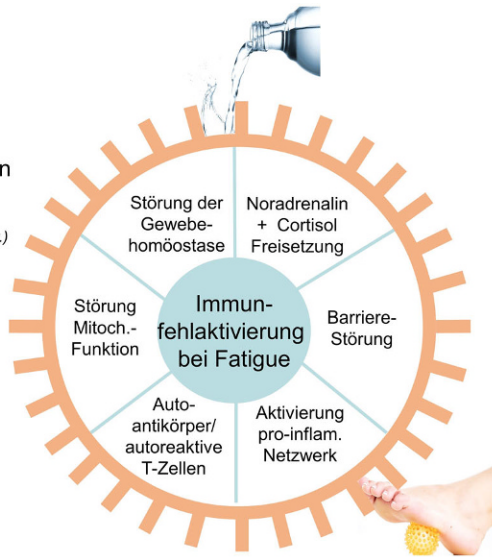 n
.)
Störung der
Gewebe-
homöostase
Noradrenalin
+ Cortisol
Freisetzung
Barriere-
Störung
Aktivierung
pro-inflam.
Netzwerk
Auto-
antikörper/
autoreaktive
T-Zellen
Störung
Mitoch.-
Funktion
Immun-
fehlaktivierung
bei Fatigue